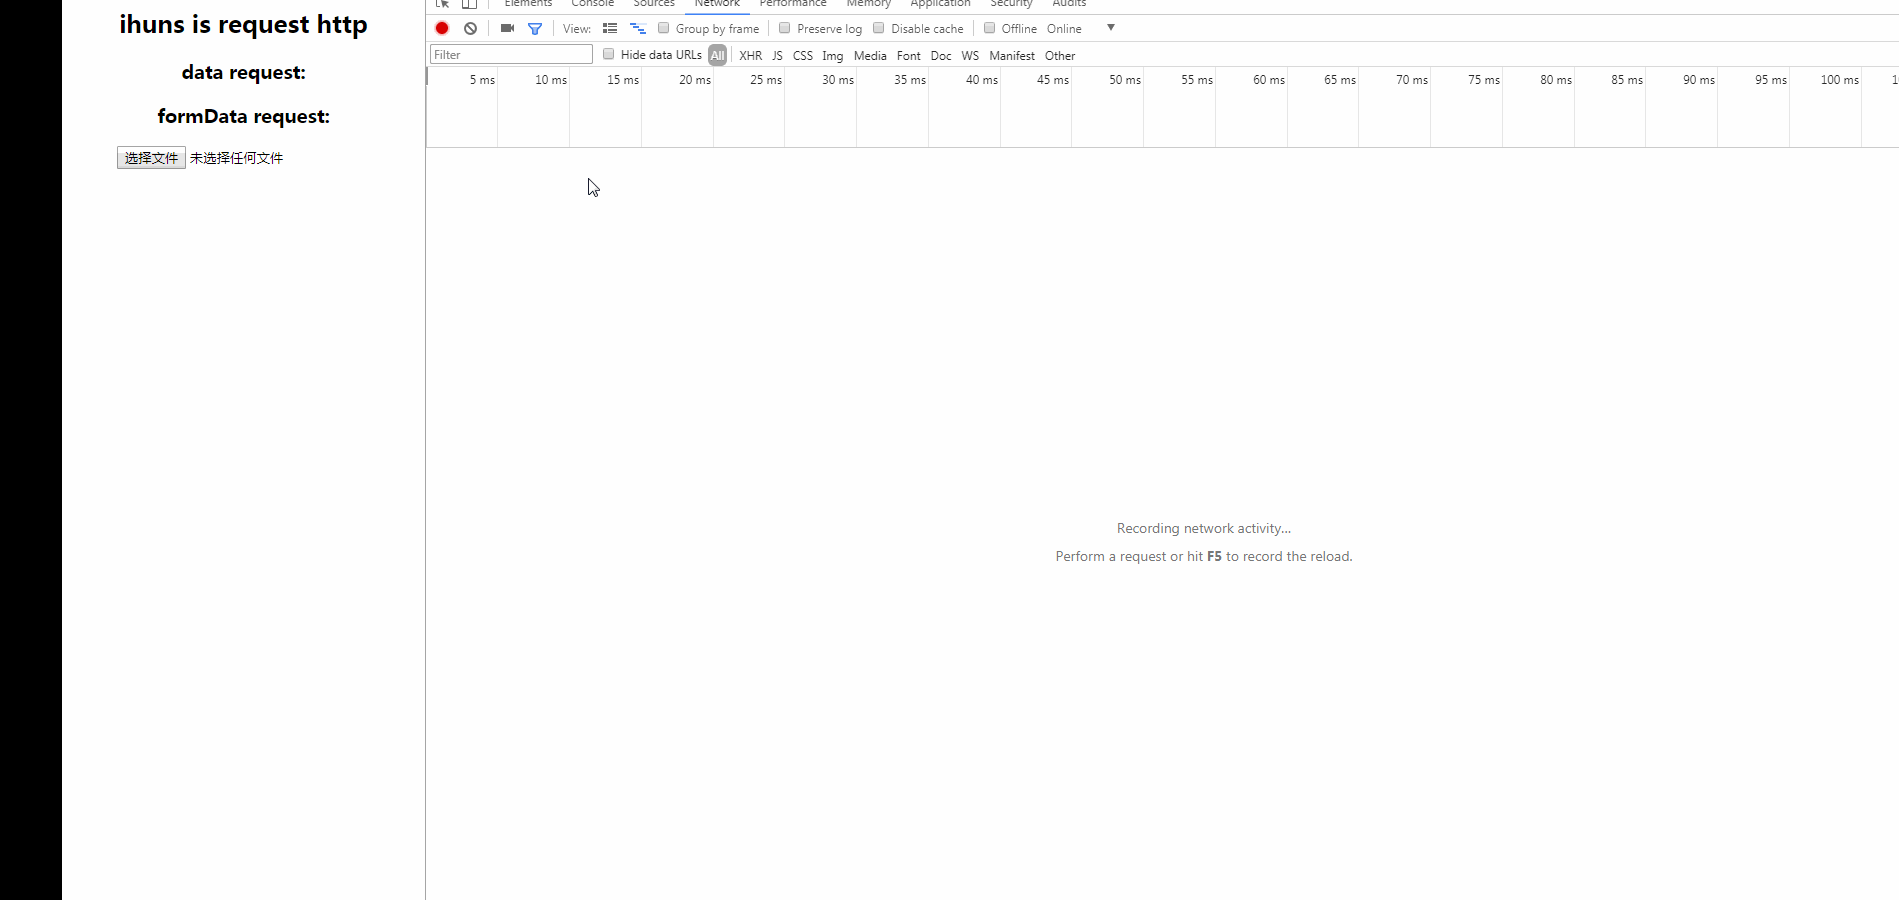 ihuns is request http
data request:
formData request:
选择文件 未选择任何文件
Elements Console Sources Network Performance Memory Application Security Audits
View: Group by frame Preserve log Disable cache Offline Online
Filter Hide data URLs All XHR JS CSS Img Media Font Doc WS Manifest Other
5 ms 10 ms 15 ms 20 ms 25 ms 30 ms 35 ms 40 ms 45 ms 50 ms 55 ms 60 ms 65 ms 70 ms 75 ms 80 ms 85 ms 90 ms 95 ms 100 ms
Recording network activity...
Perform a request or hit F5 to record the reload.